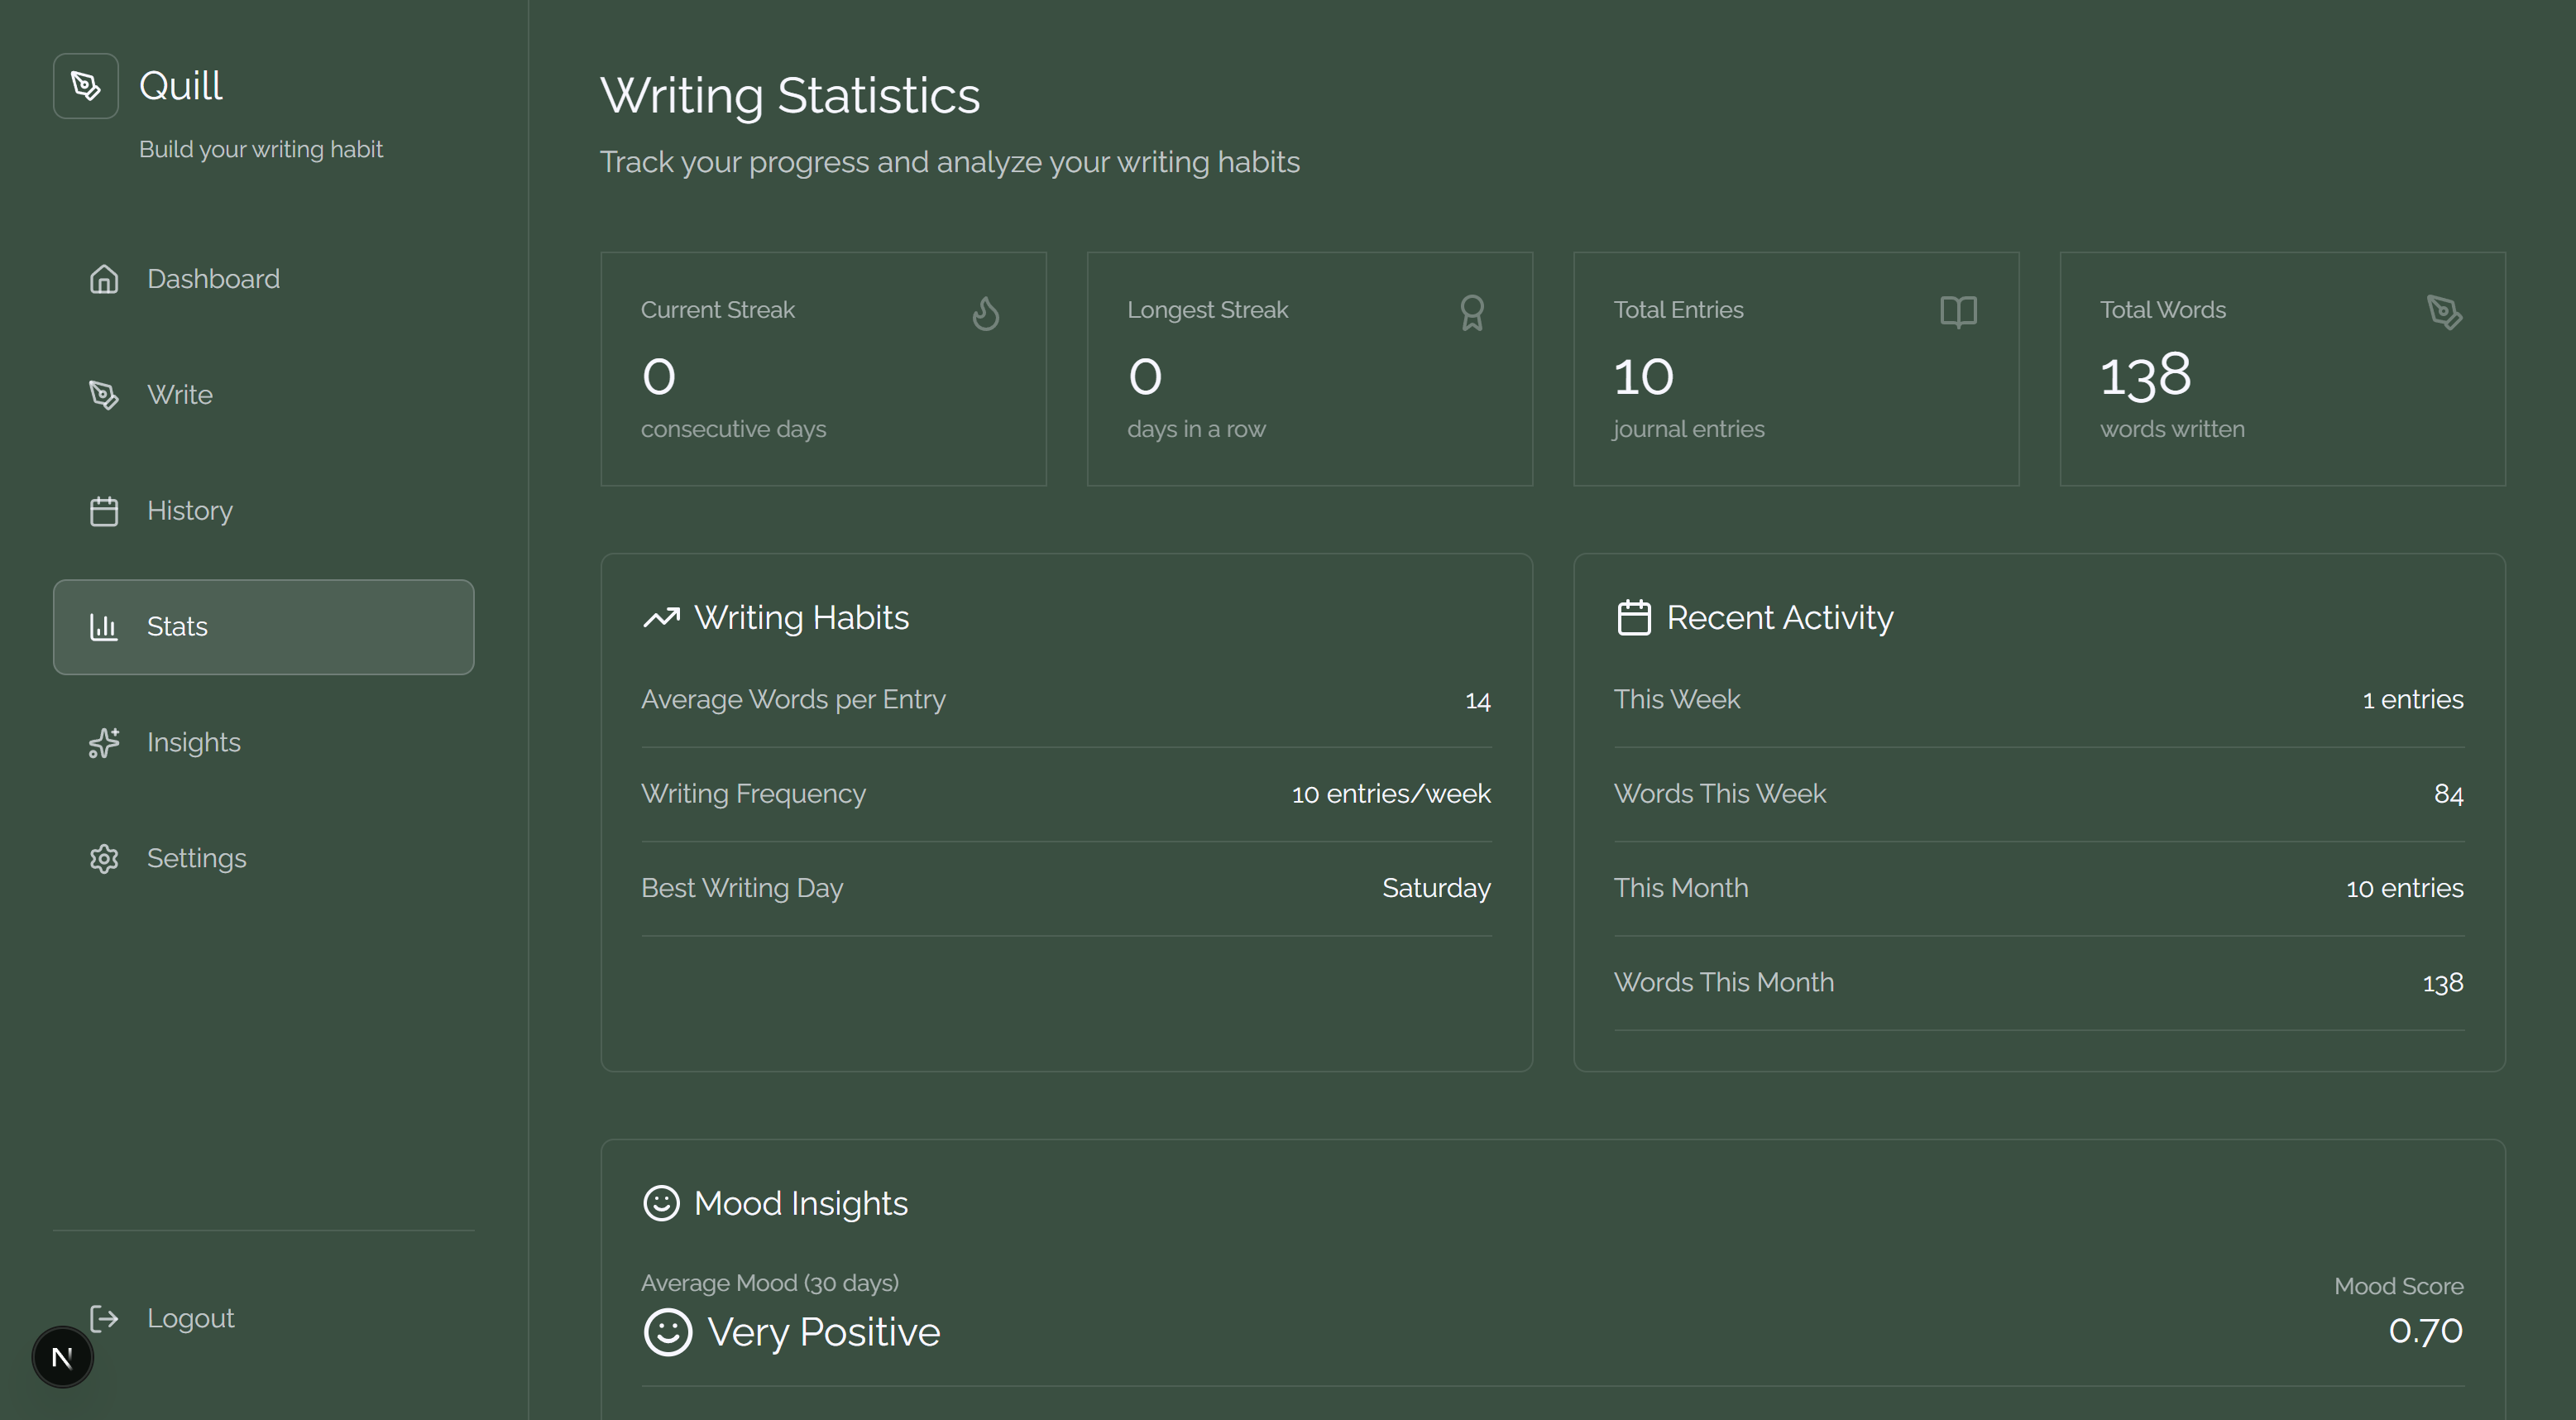 Quill
Build your writing habit
Dashboard
Write
History
Stats
Insights
Settings
Logout
N
Writing Statistics
Track your progress and analyze your writing habits
Current Streak
0
consecutive days
Longest Streak
0
days in a row
Total Entries
10
journal entries
Total Words
138
words written
Writing Habits
Average Words per Entry 14
Writing Frequency 10 entries/week
Best Writing Day Saturday
Recent Activity
This Week 1 entries
Words This Week 84
This Month 10 entries
Words This Month 138
Mood Insights
Average Mood (30 days)
Very Positive
Mood Score
0.70